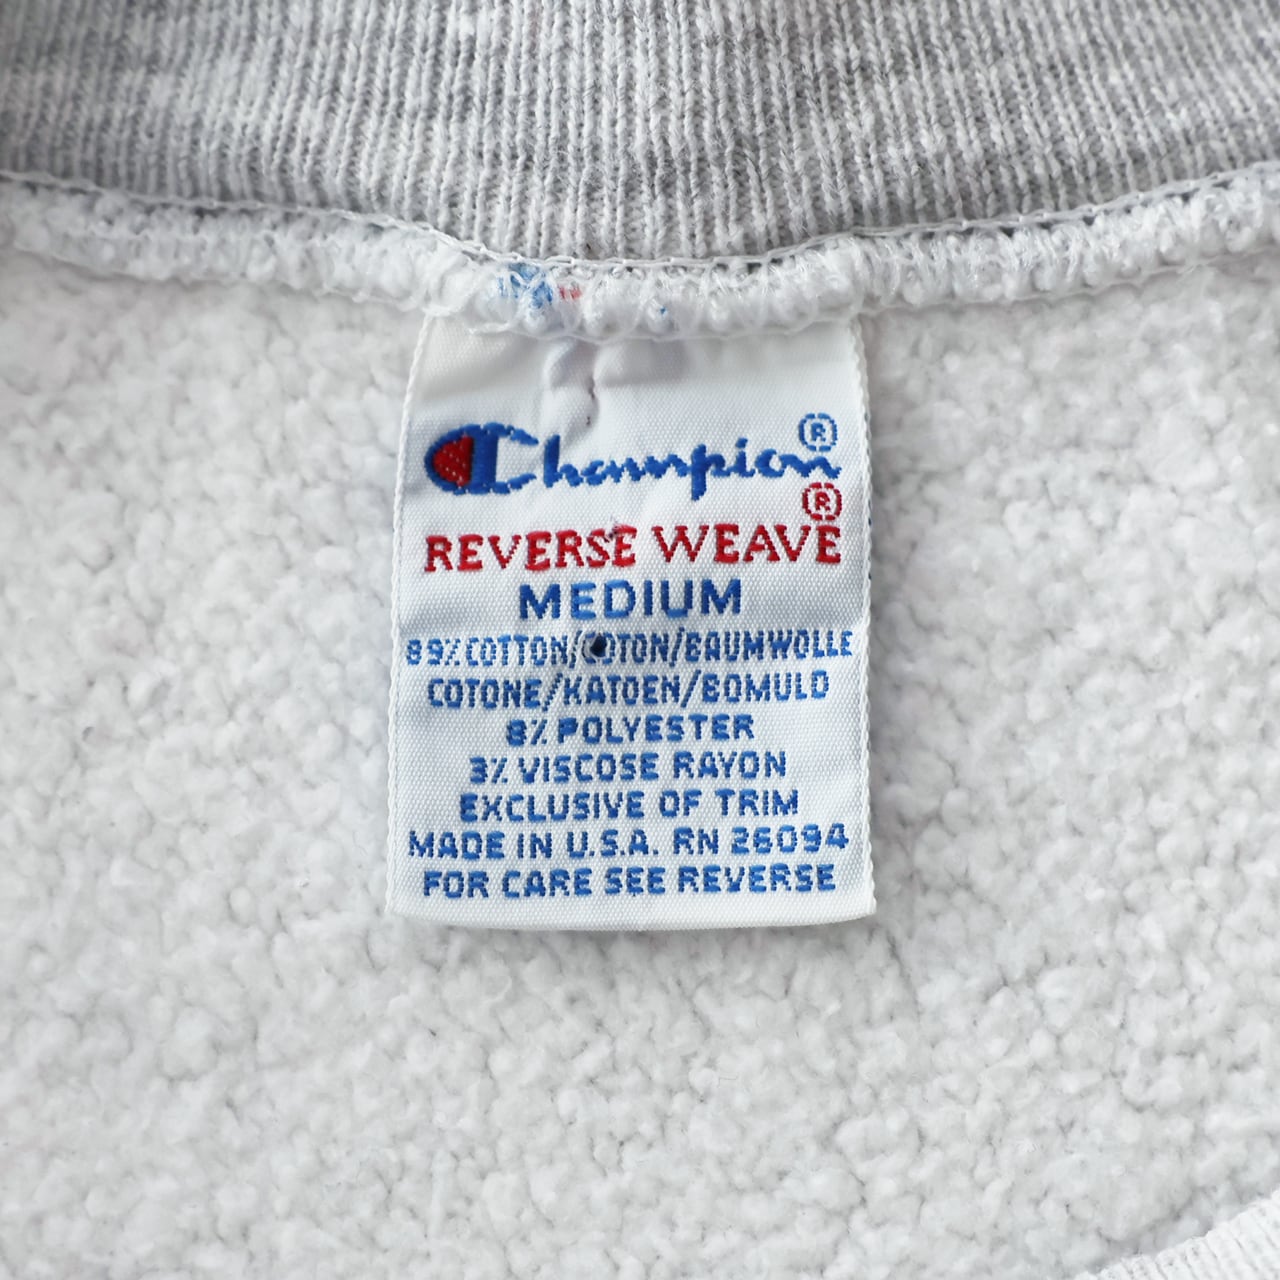 Champion®
REVERSE WEAVE®
MEDIUM
89% COTTON/COTON/BAUMWOLLE
COTONE/KATOEN/BOMULD
8% POLYESTER
3% VISCOSE RAYON
EXCLUSIVE OF TRIM
MADE IN U.S.A. RN 26094
FOR CARE SEE REVERSE